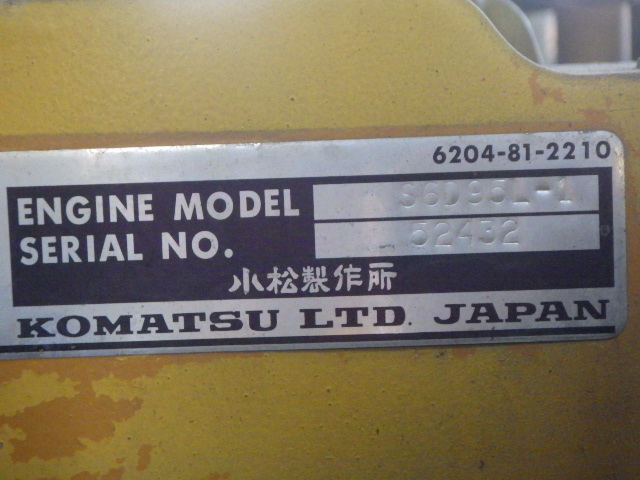 6204-81-2210
ENGINE MODEL S6D95L-1
SERIAL NO. 52432
小松製作所
KOMATSU LTD. JAPAN